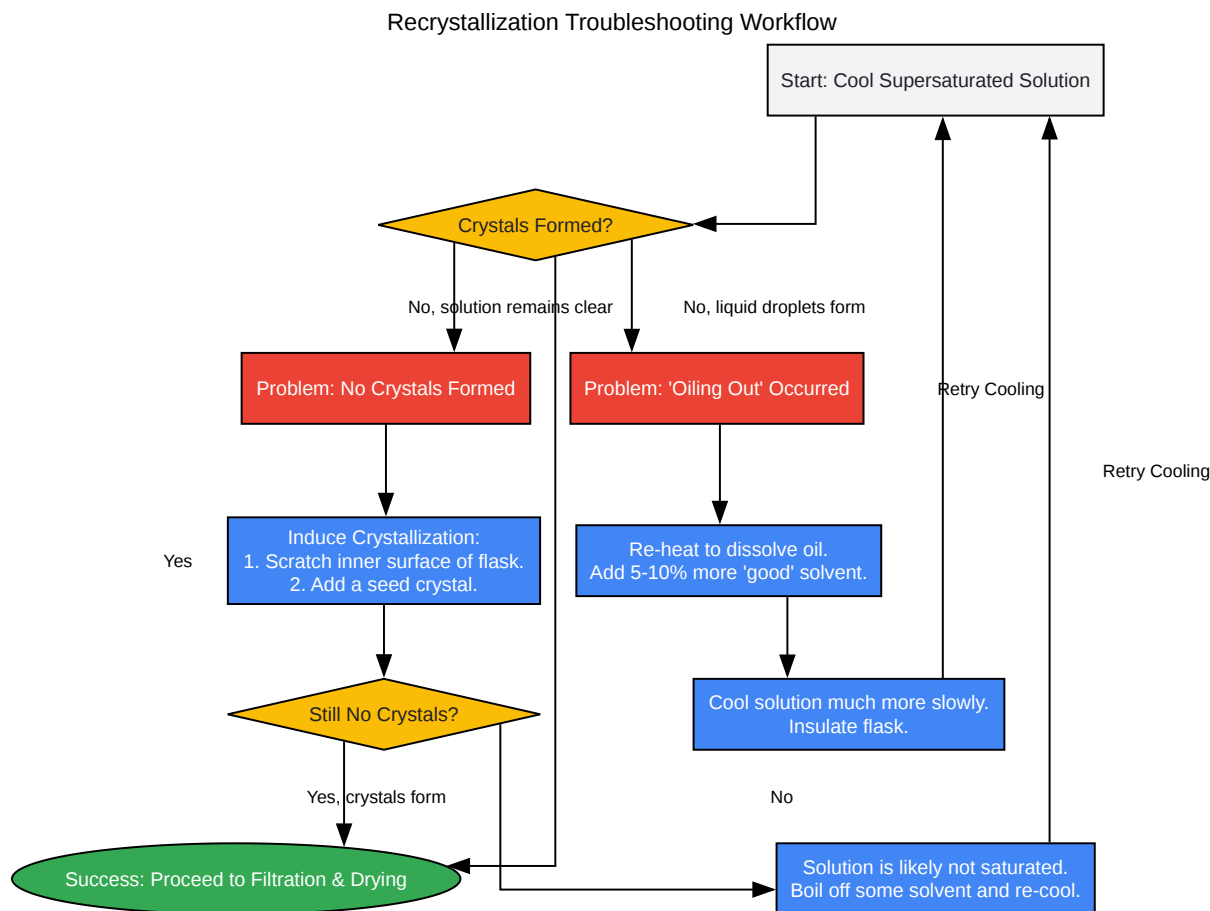 Recrystallization Troubleshooting Workflow
Start: Cool Supersaturated Solution
Crystals Formed?
No, solution remains clear
No, liquid droplets form
Problem: No Crystals Formed
Problem: 'Oiling Out' Occurred
Retry Cooling
Retry Cooling
Yes
Induce Crystallization:
1. Scratch inner surface of flask.
2. Add a seed crystal.
Re-heat to dissolve oil.
Add 5-10% more 'good' solvent.
Still No Crystals?
Cool solution much more slowly.
Insulate flask.
Yes, crystals form
No
Success: Proceed to Filtration & Drying
Solution is likely not saturated.
Boil off some solvent and re-cool.